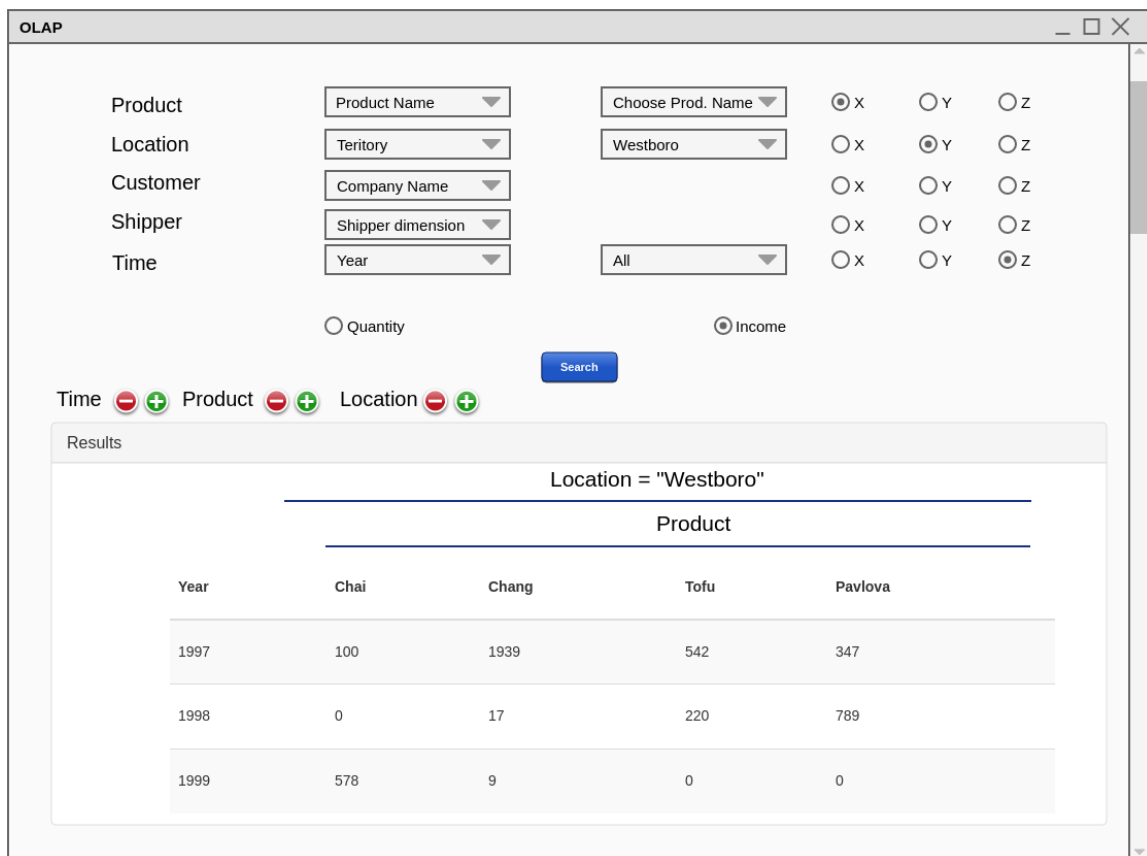 OLAP
Product Product Name Choose Prod. Name X Y Z
Location Teritory Westboro X Y Z
Customer Company Name X Y Z
Shipper Shipper dimension X Y Z
Time Year All X Y Z
Quantity Income
Search
Time Product Location
Results
Location = "Westboro"
Product
Year Chai Chang Tofu Pavlova
1997 100 1939 542 347
1998 0 17 220 789
1999 578 9 0 0